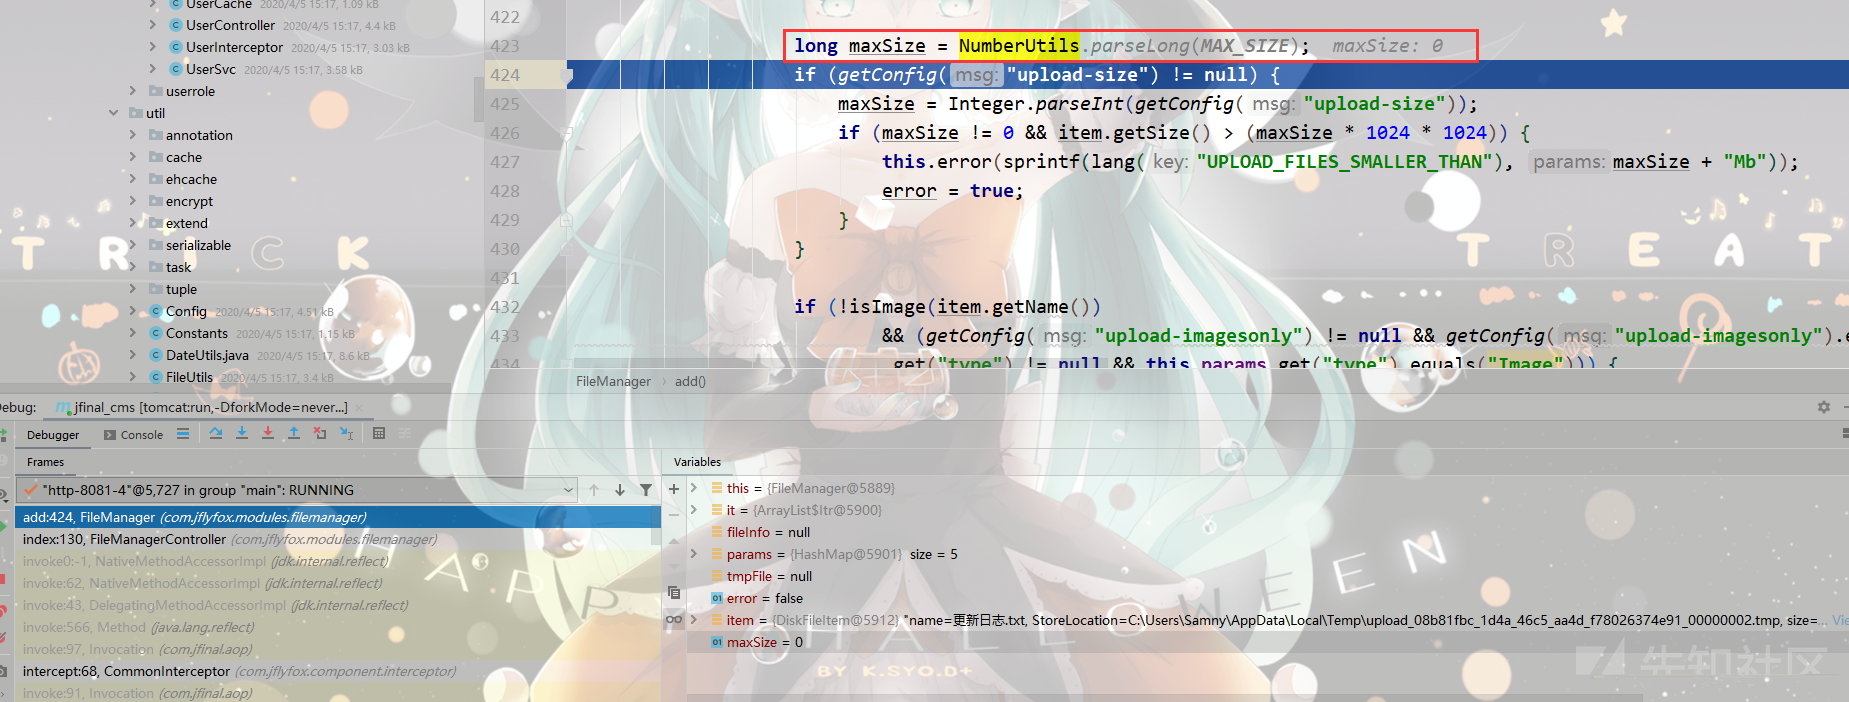 UserCache 2020/4/5 15:17, 1.09 kB
UserController 2020/4/5 15:17, 4.4 kB
UserInterceptor 2020/4/5 15:17, 3.03 kB
UserSvc 2020/4/5 15:17, 3.58 kB
userrole
util
annotation
cache
ehcache
encrypt
extend
serializable
task
tuple
Config 2020/4/5 15:17, 4.51 kB
Constants 2020/4/5 15:17, 1.15 kB
DateUtils.java 2020/4/5 15:17, 8.6 kB
FileUtils 2020/4/5 15:17, 3.4 kB
422
423 long maxSize = NumberUtils.parseLong(MAX_SIZE); maxSize: 0
424 if (getConfig( msg: "upload-size") != null) {
425 maxSize = Integer.parseInt(getConfig( msg: "upload-size"));
426 if (maxSize != 0 && item.getSize() > (maxSize * 1024 * 1024)) {
427 this.error(sprintf(lang( key: "UPLOAD_FILES_SMALLER_THAN"), params: maxSize + "Mb"));
428 error = true;
429 }
430 }
431
432 if (!isImage(item.getName())
433 && (getConfig( msg: "upload-imagesonly") != null && getConfig( msg: "upload-imagesonly").e
434 get("type") != null && this.params.get("type").equals("Image"))) {
TRICK
TREAT
FileManager > add()
Debug: jfinal_cms [tomcat:run,-DforkMode=never...] ×
Debugger Console
Frames
"http-8081-4"@5,727 in group "main": RUNNING
add:424, FileManager (com.jflyfox.modules.filemanager)
index:130, FileManagerController (com.jflyfox.modules.filemanager)
invoke0:-1, NativeMethodAccessorImpl (jdk.internal.reflect)
invoke:62, NativeMethodAccessorImpl (jdk.internal.reflect)
invoke:43, DelegatingMethodAccessorImpl (jdk.internal.reflect)
invoke:566, Method (java.lang.reflect)
invoke:97, Invocation (com.jfinal.aop)
intercept:68, CommonInterceptor (com.jflyfox.component.interceptor)
invoke:91, Invocation (com.jfinal.aop)
Variables
this = {FileManager@5889}
it = {ArrayList$Itr@5900}
fileInfo = null
params = {HashMap@5901} size = 5
tmpFile = null
error = false
item = {DiskFileItem@5912} "name=更新日志.txt, StoreLocation=C:\Users\Samny\AppData\Local\Temp\upload_08b81fbc_1d4a_46c5_aa4d_f78026374e91_00000002.tmp, size=... Vie
maxSize = 0
HAPPY HALLOWEEN
BY K.SYO.D+